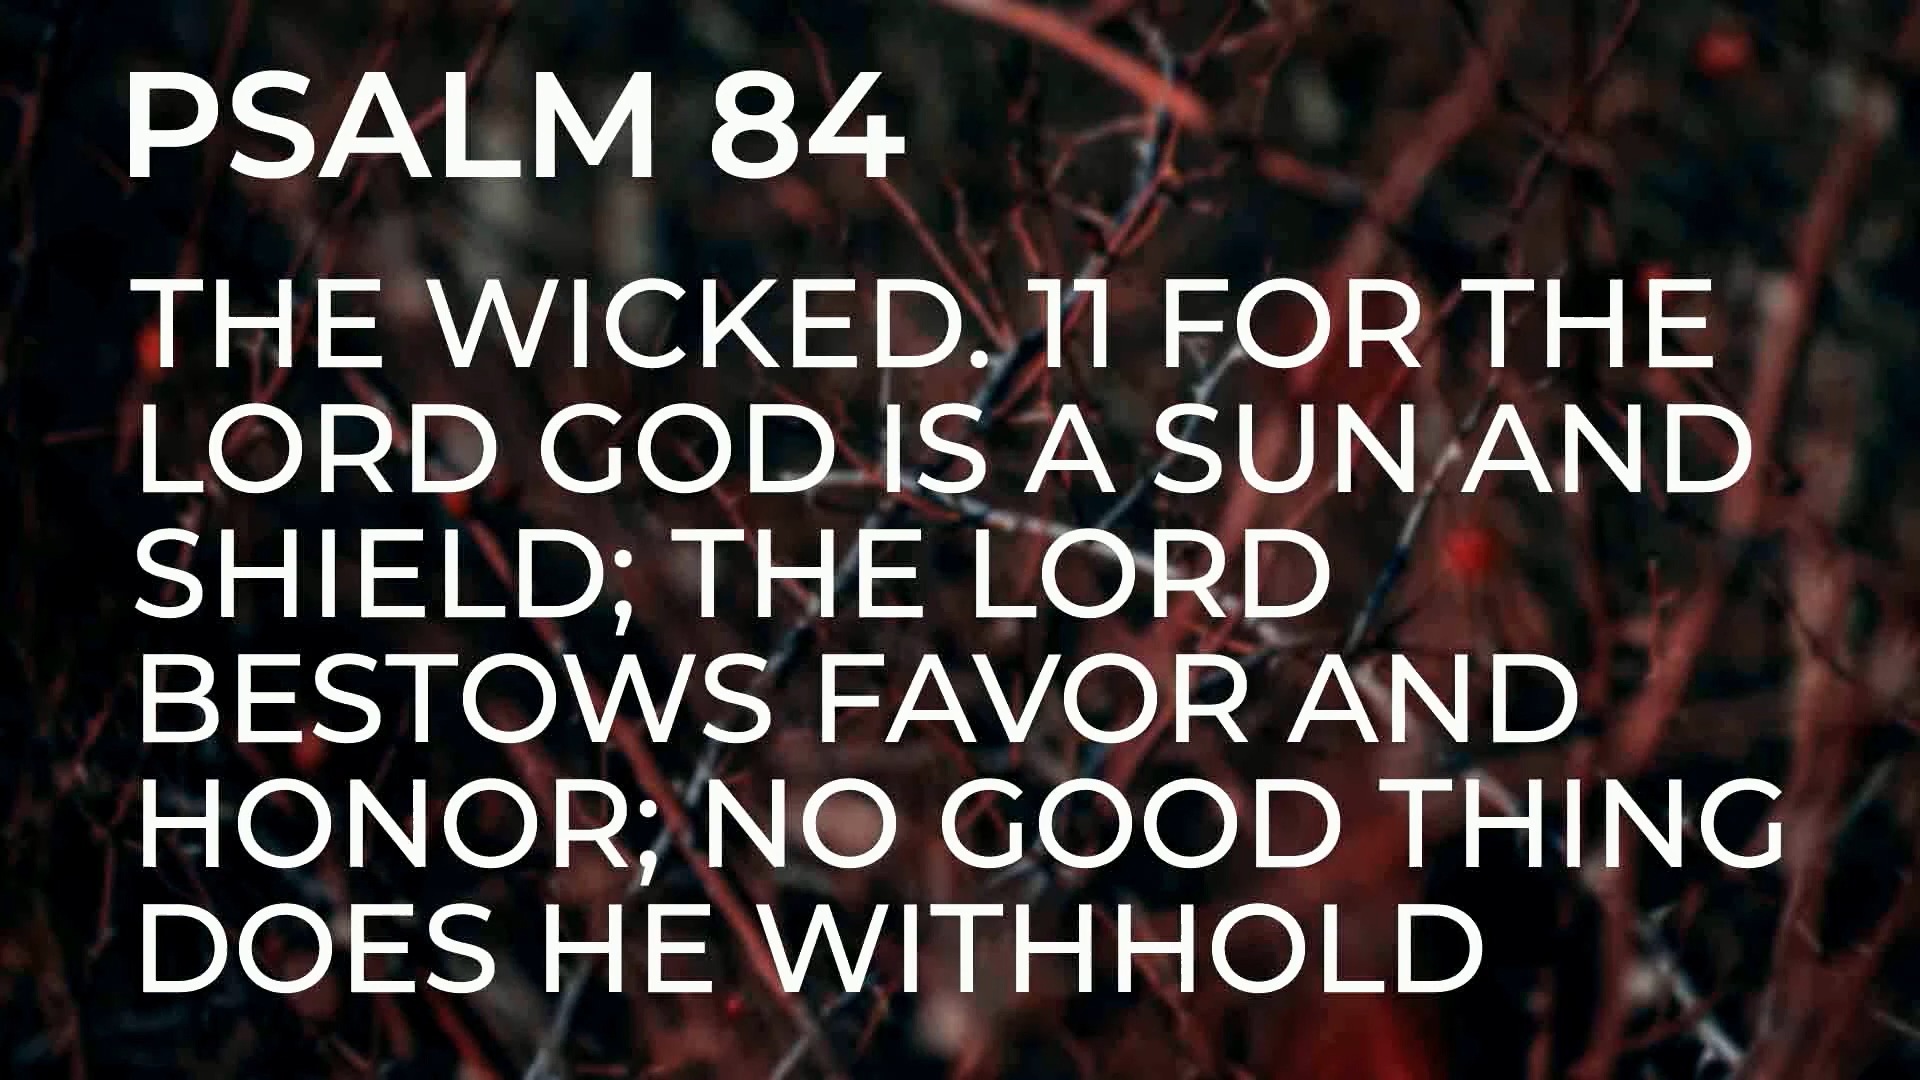 PSALM 84
THE WICKED. 11 FOR THE
LORD GOD IS A SUN AND
SHIELD; THE LORD
BESTOWS FAVOR AND
HONOR; NO GOOD THING
DOES HE WITHHOLD